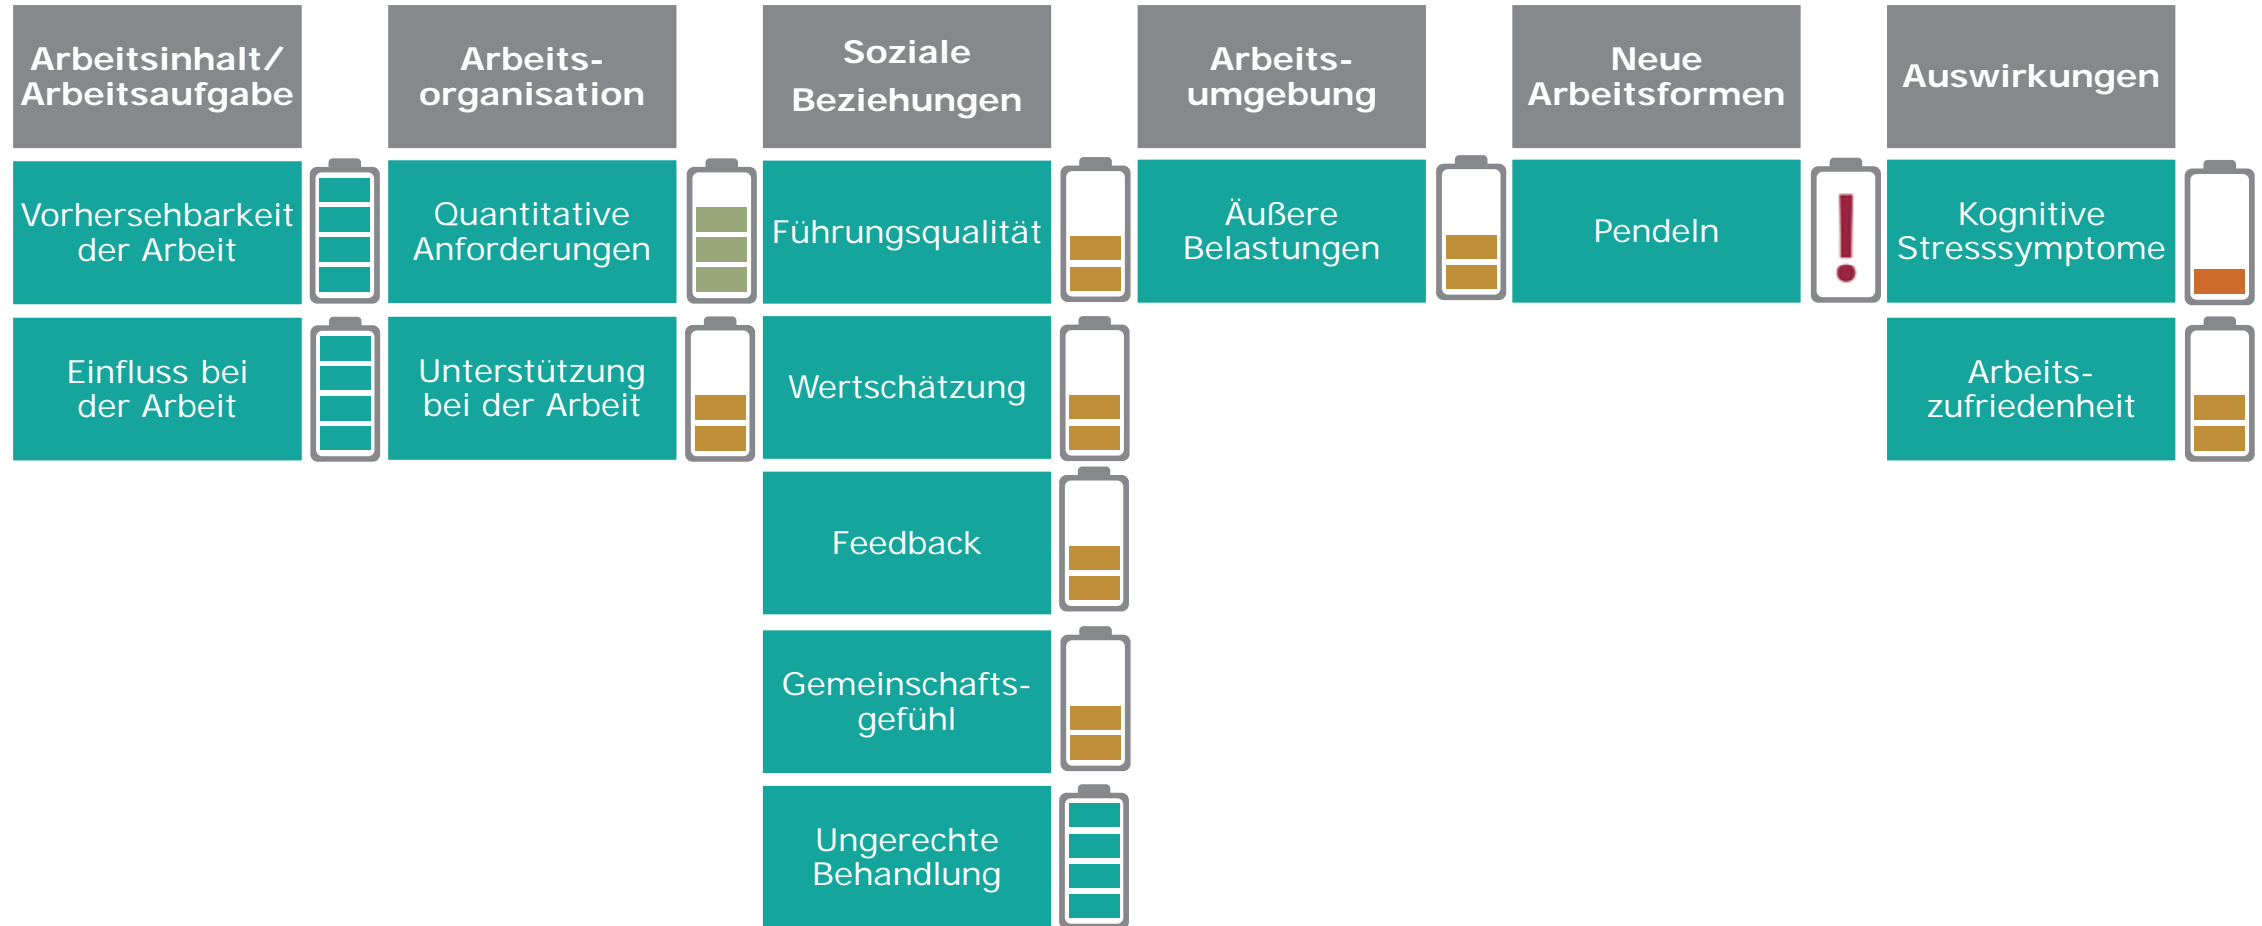 Arbeitsinhalt/
Arbeitsaufgabe
Arbeits-
organisation
Soziale
Beziehungen
Arbeits-
umgebung
Neue
Arbeitsformen
Auswirkungen
Vorhersehbarkeit
der Arbeit
Quantitative
Anforderungen
Führungsqualität
Äußere
Belastungen
Pendeln
!
Kognitive
Stresssymptome
Einfluss bei
der Arbeit
Unterstützung
bei der Arbeit
Wertschätzung
Arbeits-
zufriedenheit
Feedback
Gemeinschafts-
gefühl
Ungerechte
Behandlung